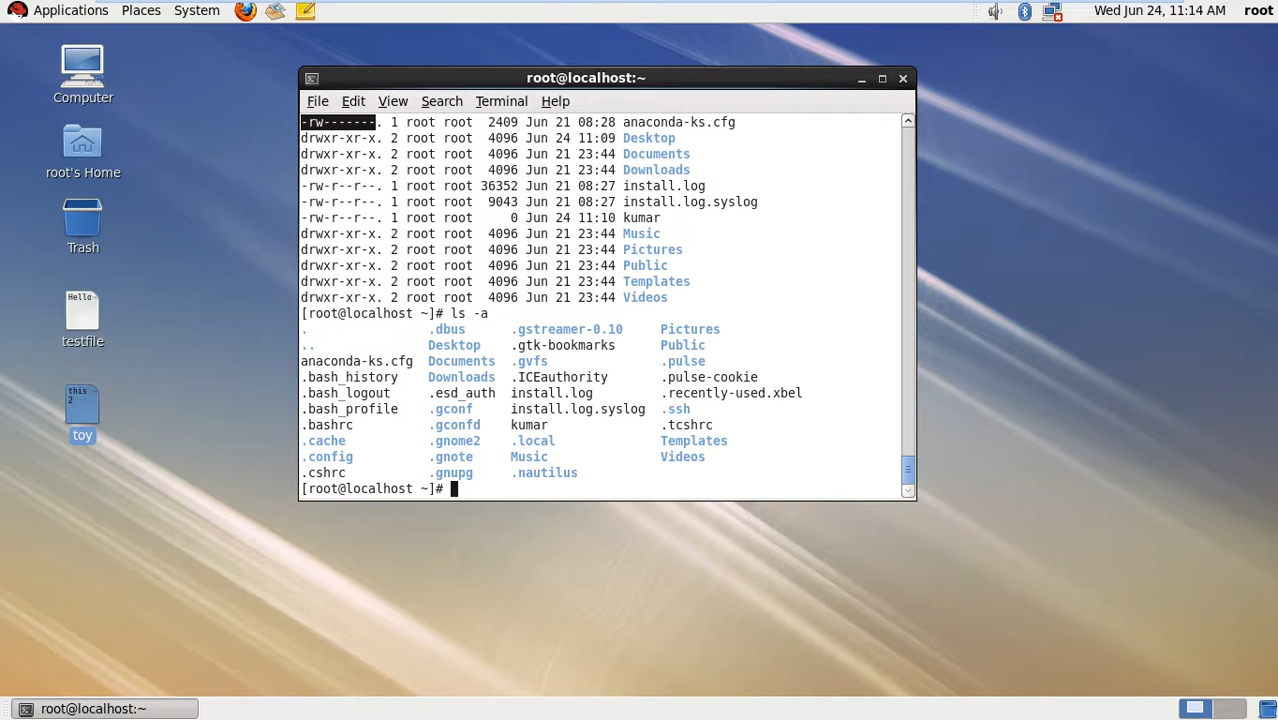 Applications Places System Wed Jun 24, 11:14 AM root
Computer
root's Home
Trash
Hello
testfile
this
2
toy
root@localhost:~
File Edit View Search Terminal Help
-rw-------. 1 root root  2409 Jun 21 08:28 anaconda-ks.cfg
drwxr-xr-x. 2 root root  4096 Jun 24 11:09 Desktop
drwxr-xr-x. 2 root root  4096 Jun 21 23:44 Documents
drwxr-xr-x. 2 root root  4096 Jun 21 23:44 Downloads
-rw-r--r--. 1 root root 36352 Jun 21 08:27 install.log
-rw-r--r--. 1 root root  9043 Jun 21 08:27 install.log.syslog
-rw-r--r--. 1 root root     0 Jun 24 11:10 kumar
drwxr-xr-x. 2 root root  4096 Jun 21 23:44 Music
drwxr-xr-x. 2 root root  4096 Jun 21 23:44 Pictures
drwxr-xr-x. 2 root root  4096 Jun 21 23:44 Public
drwxr-xr-x. 2 root root  4096 Jun 21 23:44 Templates
drwxr-xr-x. 2 root root  4096 Jun 21 23:44 Videos
[root@localhost ~]# ls -a
. .dbus .gstreamer-0.10 Pictures
.. Desktop .gtk-bookmarks Public
anaconda-ks.cfg Documents .gvfs .pulse
.bash_history Downloads .ICEauthority .pulse-cookie
.bash_logout .esd_auth install.log .recently-used.xbel
.bash_profile .gconf install.log.syslog .ssh
.bashrc .gconfd kumar .tcshrc
.cache .gnome2 .local Templates
.config .gnote Music Videos
.cshrc .gnupg .nautilus
[root@localhost ~]#
root@localhost:~